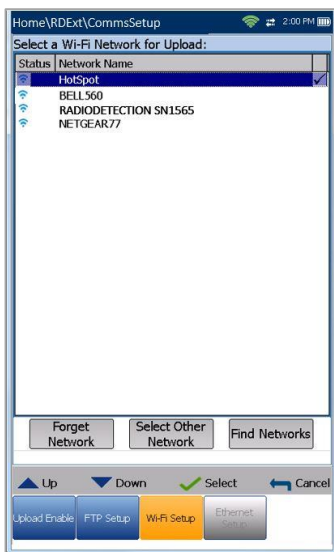 Home\RDExt\CommsSetup 2:00 PM
Select a Wi-Fi Network for Upload:
Status Network Name
HotSpot
BELL560
RADIODETECTION SN1565
NETGEAR77
Forget Network Select Other Network Find Networks
Up Down Select Cancel
Upload Enable FTP Setup Wi-Fi Setup Ethernet Setup